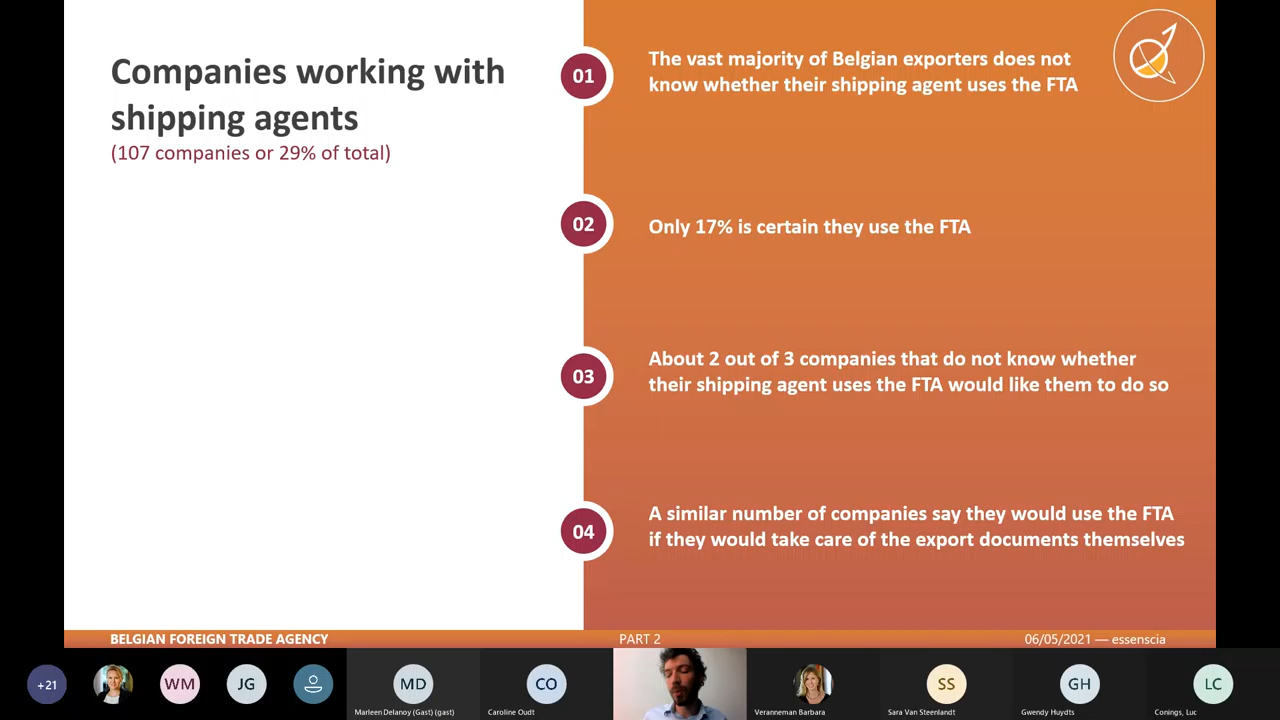 Companies working with
shipping agents
(107 companies or 29% of total)
01
The vast majority of Belgian exporters does not
know whether their shipping agent uses the FTA
02
Only 17% is certain they use the FTA
03
About 2 out of 3 companies that do not know whether
their shipping agent uses the FTA would like them to do so
04
A similar number of companies say they would use the FTA
if they would take care of the export documents themselves
BELGIAN FOREIGN TRADE AGENCY
PART 2
06/05/2021 — essenscia
+21
WM
JG
MD
CO
SS
GH
LC
Marleen Delanoy (Gast) (gast)
Caroline Oudt
Veranneman Barbara
Sara Van Steenlandt
Gwendy Huydts
Conings, Luc